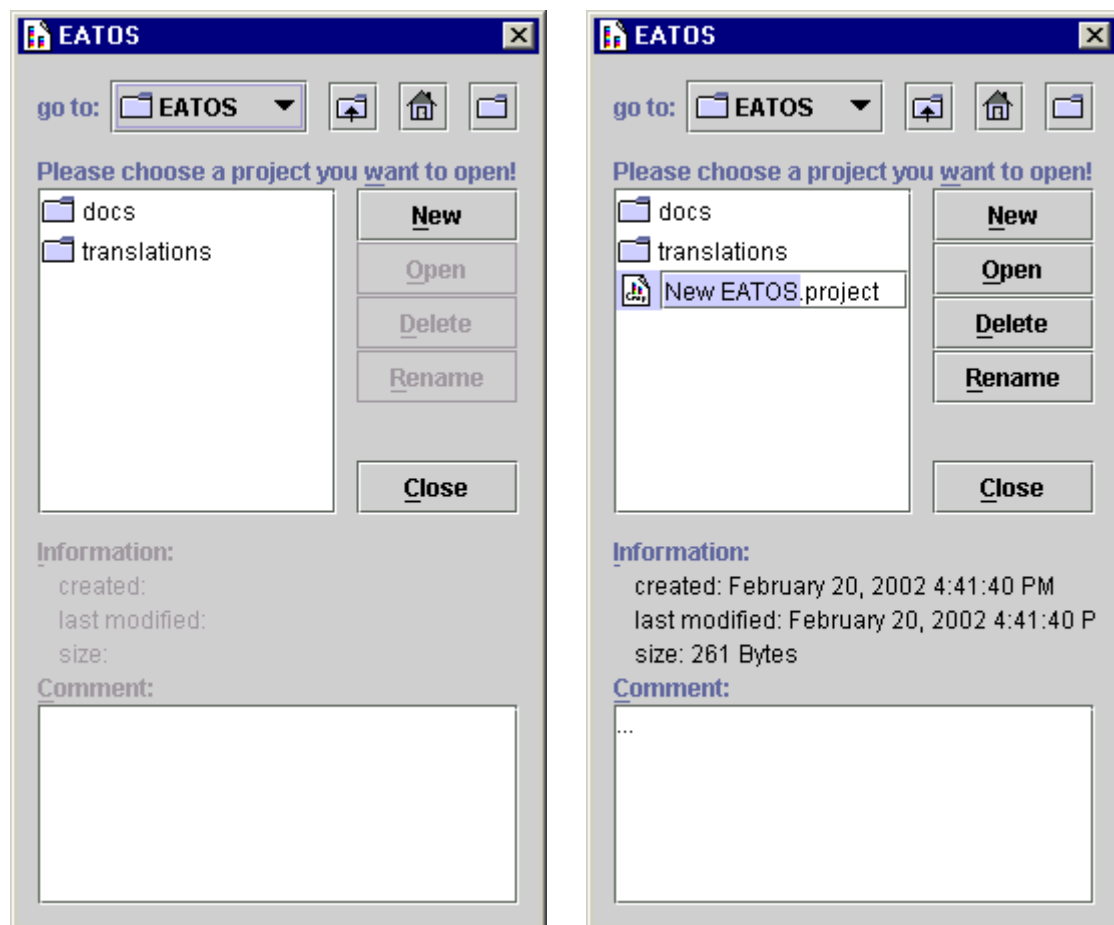 EATOS
go to: EATOS
Please choose a project you want to open!
docs
translations
New
Open
Delete
Rename
Close
Information:
created:
last modified:
size:
Comment:
EATOS
go to: EATOS
Please choose a project you want to open!
docs
translations
New EATOS.project
New
Open
Delete
Rename
Close
Information:
created: February 20, 2002 4:41:40 PM
last modified: February 20, 2002 4:41:40 P
size: 261 Bytes
Comment:
...